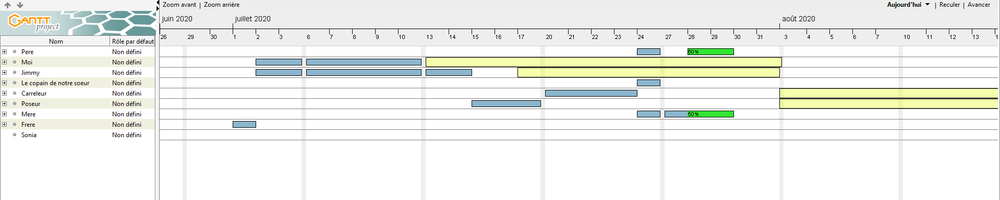 Zoom avant | Zoom arrière
Aujourd'hui | Reculer | Avancer
GANTT
project
juin 2020 juillet 2020 août 2020
Nom Rôle par défaut
26 29 30 1 2 3 6 7 8 9 10 13 14 15 16 17 20 21 22 23 24 27 28 29 30 31 3 4 5 6 7 10 11 12 13 1
Pere Non défini 50%
Moi Non défini
Jimmy Non défini
Le copain de notre soeur Non défini
Carreleur Non défini
Poseur Non défini
Mere Non défini 50%
Frere Non défini
Sonia Non défini